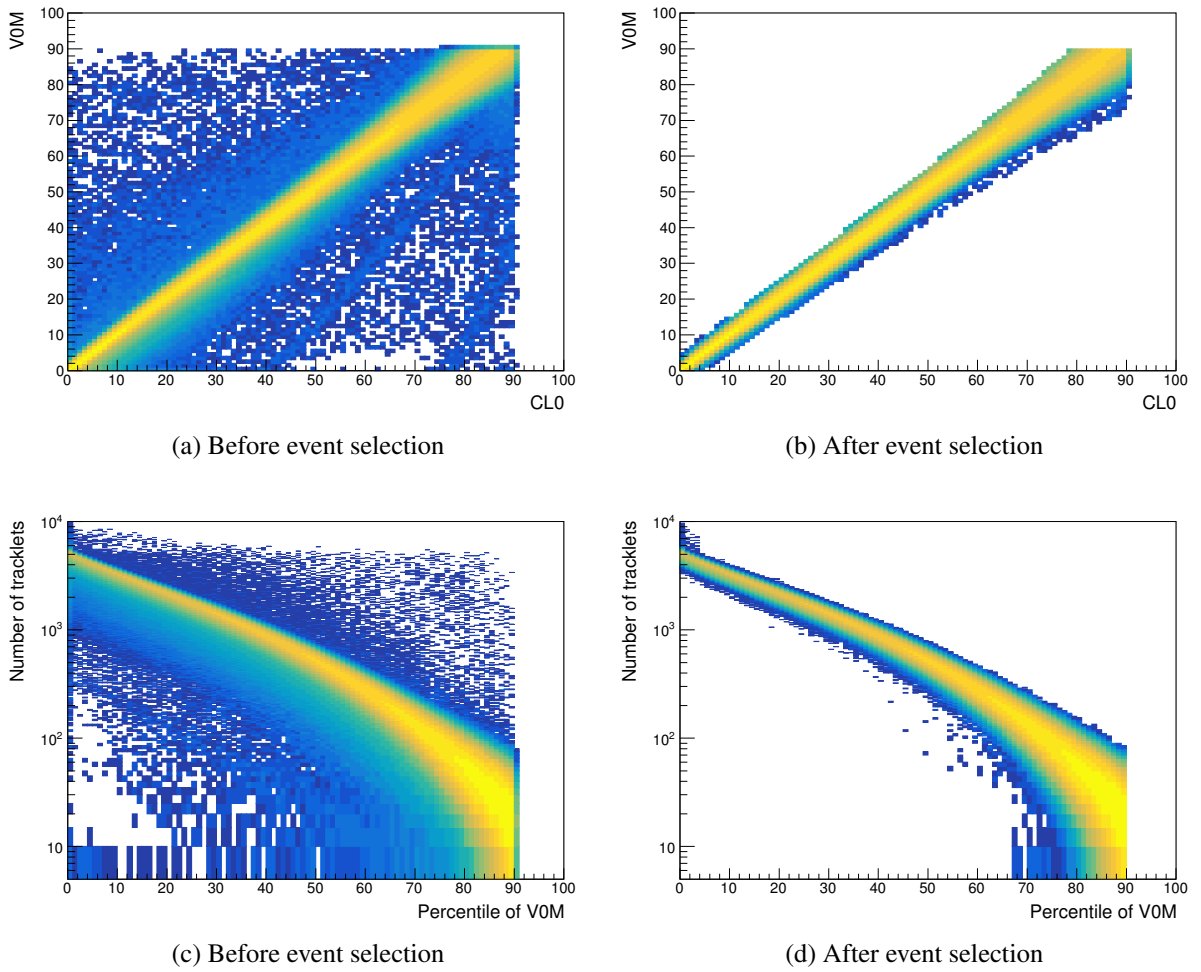 V0M
100
90
80
70
60
50
40
30
20
10
0
0 10 20 30 40 50 60 70 80 90 100
CL0
(a) Before event selection
V0M
100
90
80
70
60
50
40
30
20
10
0
0 10 20 30 40 50 60 70 80 90 100
CL0
(b) After event selection
Number of tracklets
10⁴
10³
10²
10
0 10 20 30 40 50 60 70 80 90 100
Percentile of V0M
(c) Before event selection
Number of tracklets
10⁴
10³
10²
10
0 10 20 30 40 50 60 70 80 90 100
Percentile of V0M
(d) After event selection